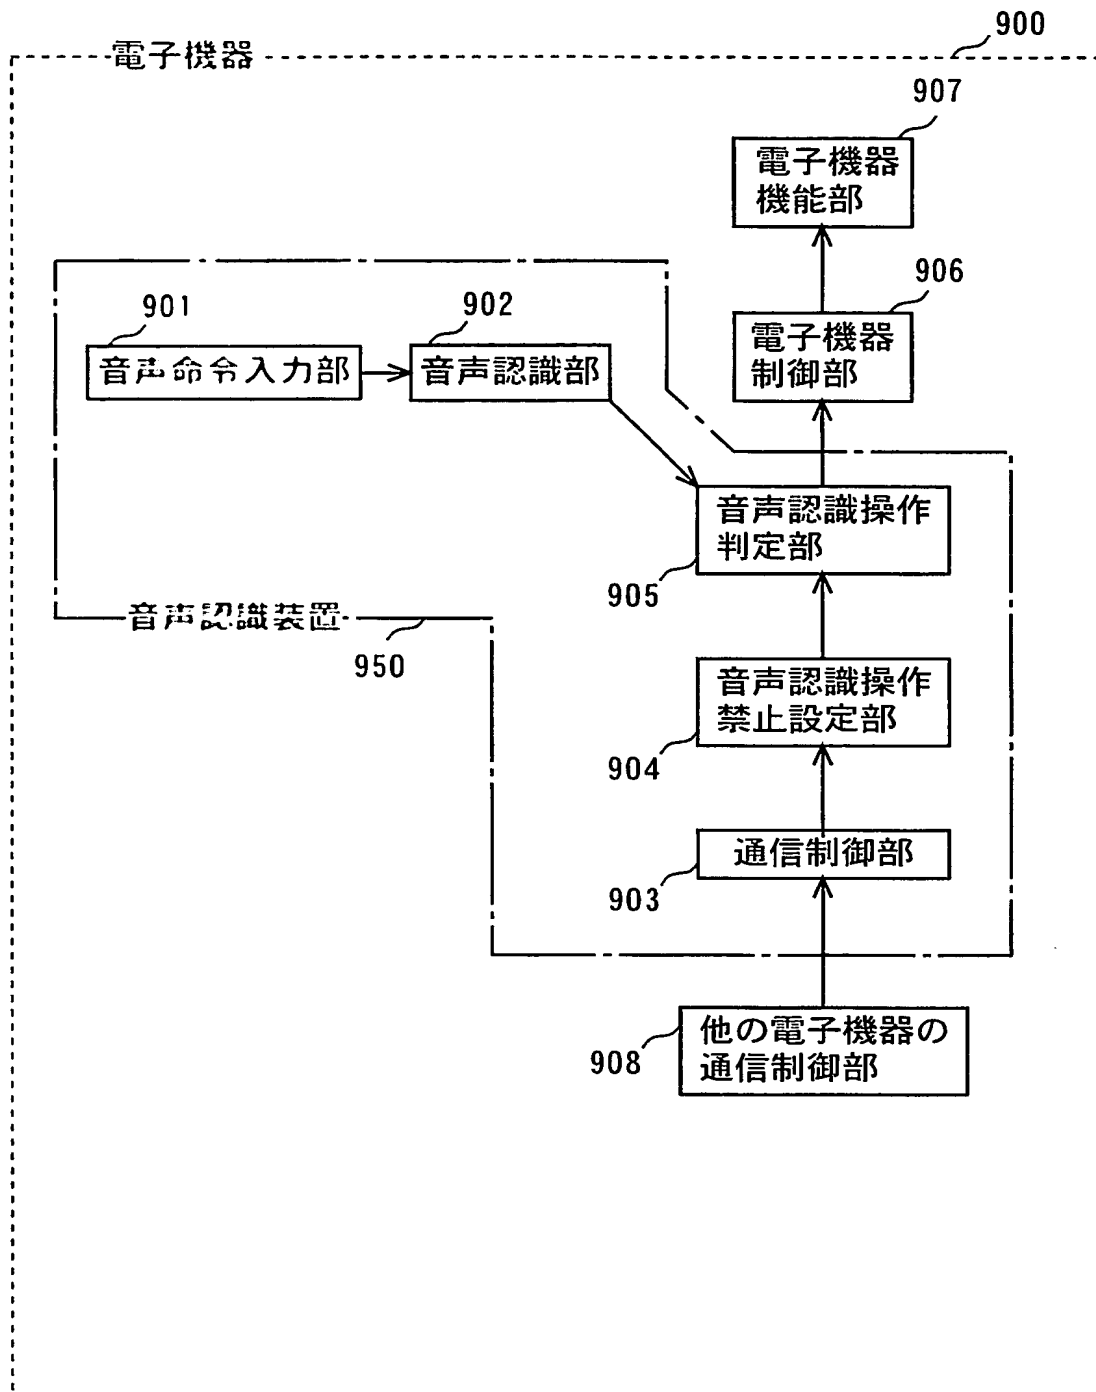 900
電子機器
907
電子機器
機能部
906
電子機器
制御部
901
902
音声命令入力部
音声認識部
音声認識操作
判定部
905
音声認識装置
950
音声認識操作
禁止設定部
904
通信制御部
903
他の電子機器の
通信制御部
908